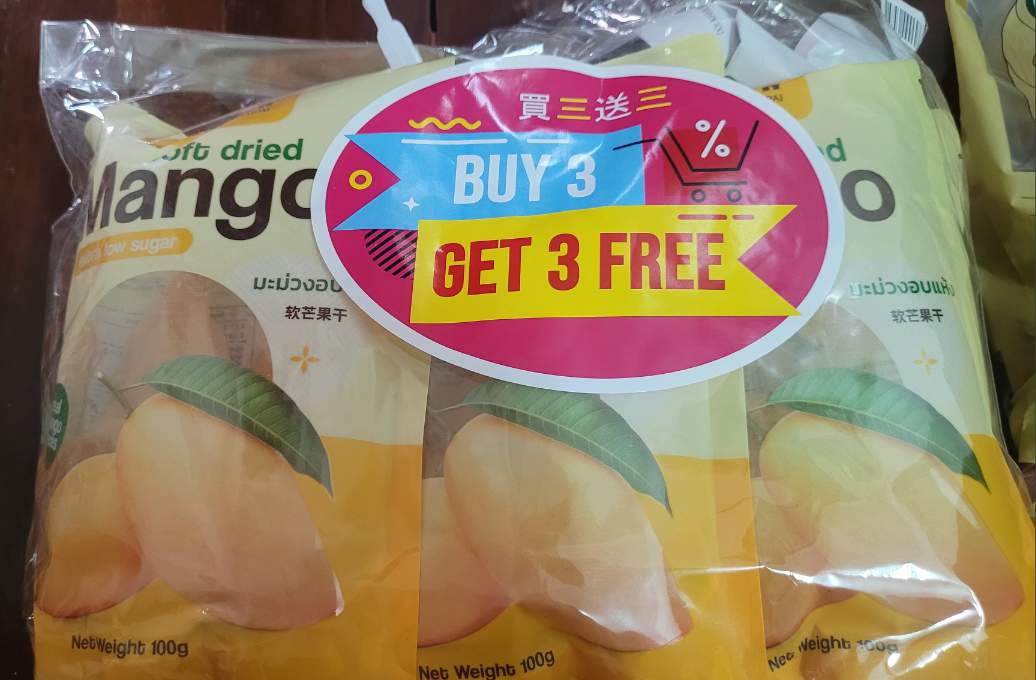 買三送三
BUY 3
GET 3 FREE
soft dried
Mango
low sugar
มะม่วงอบ
软芒果干
Net Weight 100g
Net Weight 100g
o
มะม่วงอบแห้ง
软芒果干
Net Weight 100g